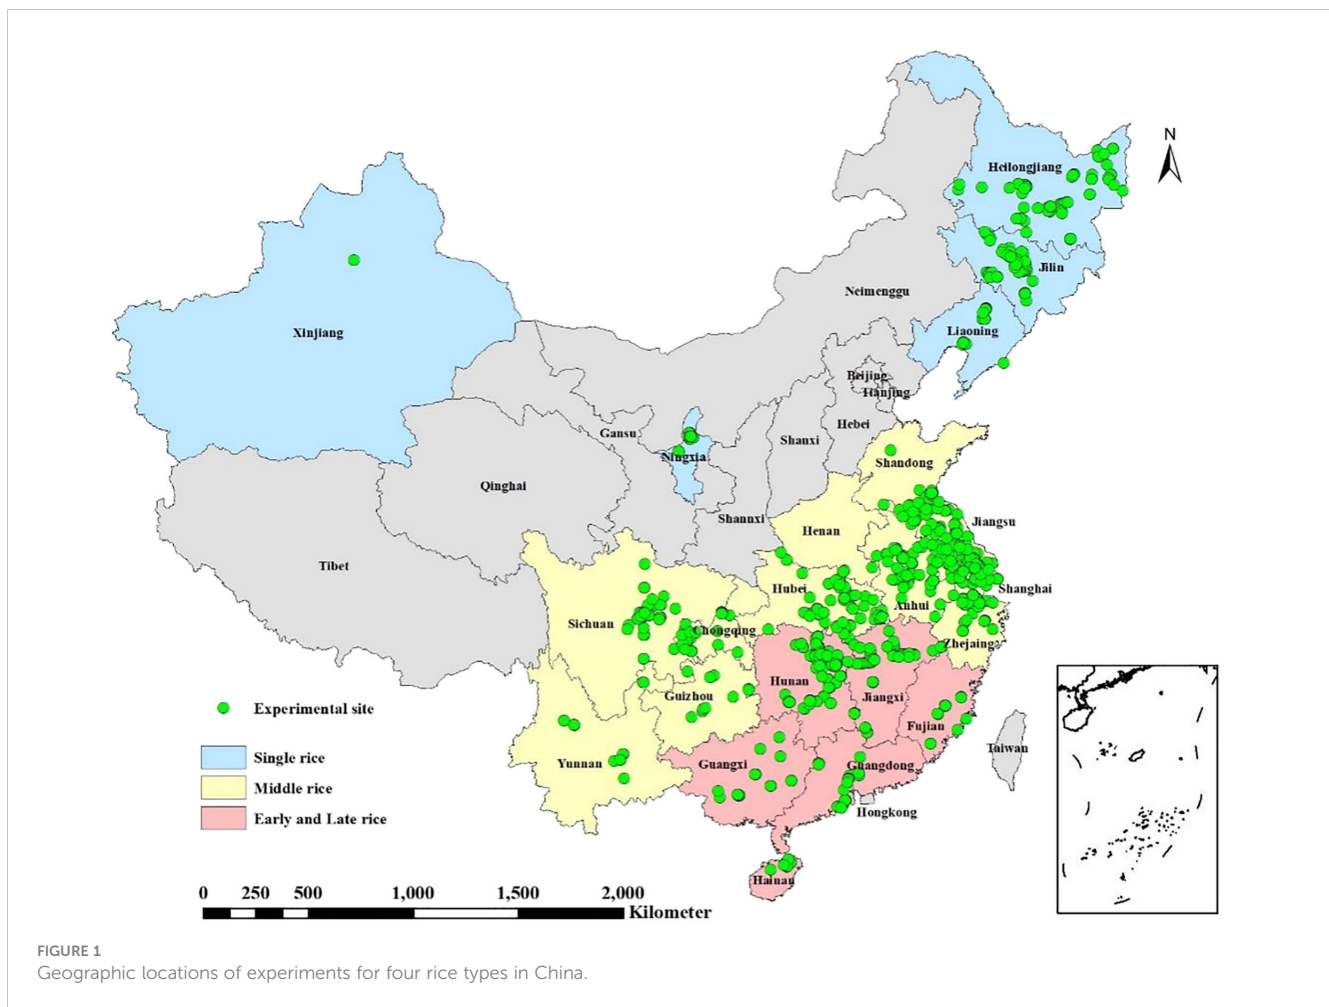 N
Heilongjiang
Jilin
Neimenggu
Liaoning
Xinjiang
Beijing
Tianjing
Hebei
Gansu
Shanxi
Ningxia
Shandong
Qinghai
Shannxi
Jiangsu
Henan
Tibet
Shanghai
Hubei
Anhui
Sichuan
Chongqing
Zhejaing
Hunan
Guizhou
Jiangxi
Fujian
Taiwan
Yunnan
Guangxi
Guangdong
Hongkong
Hainan
Experimental site
Single rice
Middle rice
Early and Late rice
0 250 500 1,000 1,500 2,000
Kilometer
FIGURE 1
Geographic locations of experiments for four rice types in China.